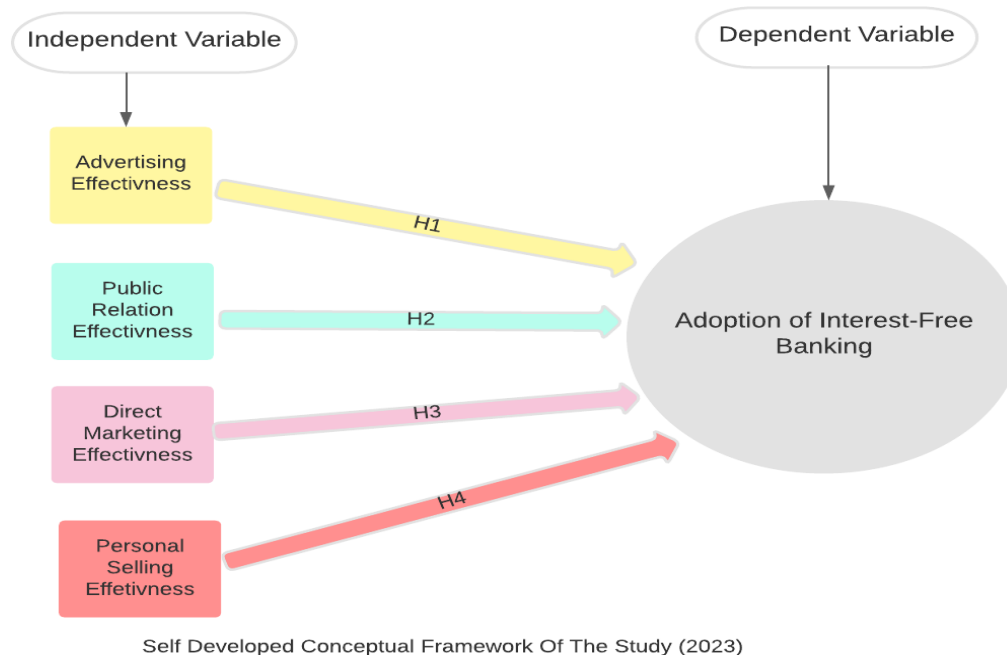 Independent Variable
Dependent Variable
Advertising
Effectivness
H1
Public
Relation
Effectivness
H2
Adoption of Interest-Free
Banking
Direct
Marketing
Effectivness
H3
Personal
Selling
Effetivness
H4
Self Developed Conceptual Framework Of The Study (2023)